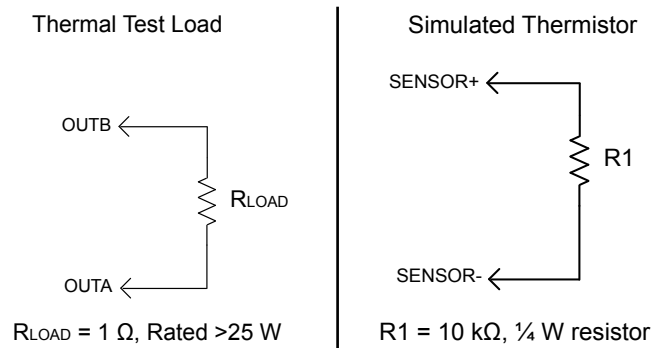 Thermal Test Load
OUTB
RLOAD
OUTA
RLOAD = 1 Ω, Rated >25 W
Simulated Thermistor
SENSOR+
R1
SENSOR-
R1 = 10 kΩ, ¼ W resistor